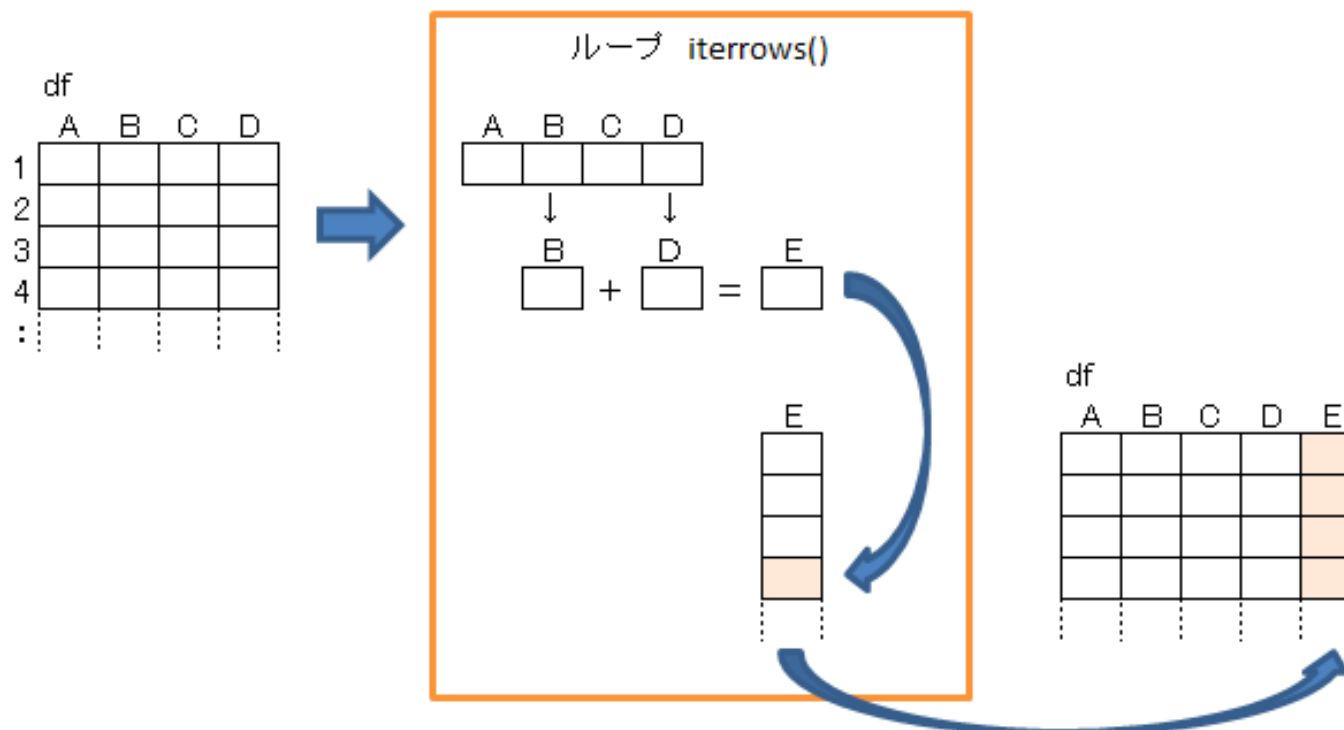 ループ iterrows()
df
A B C D
1
2
3
4
:
A B C D
↓ ↓
B D E
+ =
E
df
A B C D E